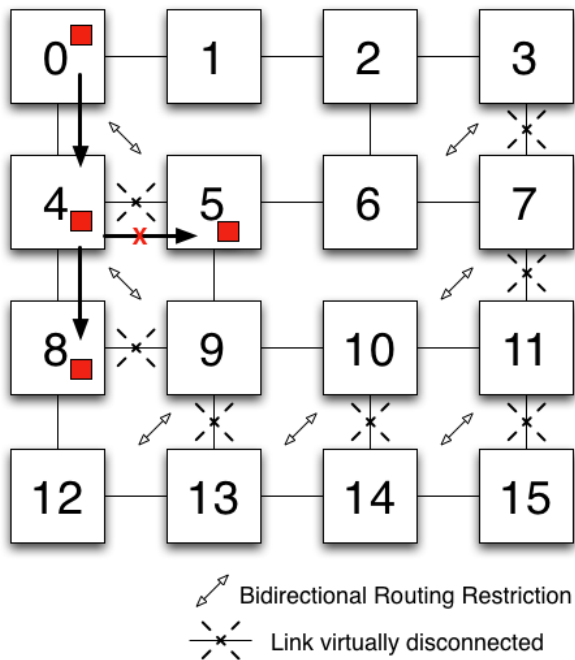 0 1 2 3
4 5 6 7
x
8 9 10 11
12 13 14 15
Bidirectional Routing Restriction
Link virtually disconnected